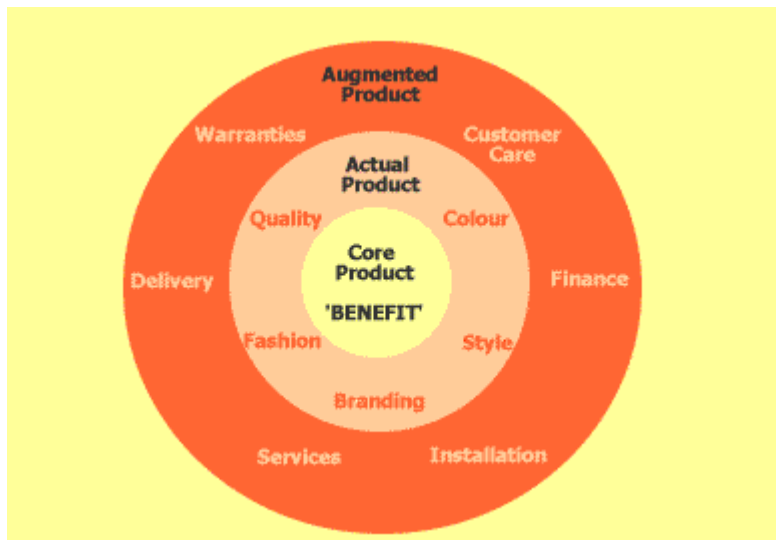 Augmented
Product
Warranties
Customer
Care
Actual
Product
Quality
Colour
Core
Product
Delivery
Finance
'BENEFIT'
Fashion
Style
Branding
Services
Installation